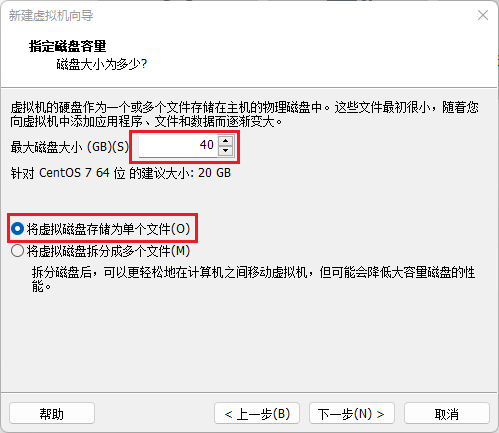 新建虚拟机向导
指定磁盘容量
磁盘大小为多少?
虚拟机的硬盘作为一个或多个文件存储在主机的物理磁盘中。这些文件最初很小，随着您
向虚拟机中添加应用程序、文件和数据而逐渐变大。
最大磁盘大小 (GB)(S) 40
针对 CentOS 7 64 位 的建议大小: 20 GB
将虚拟磁盘存储为单个文件(O)
将虚拟磁盘拆分成多个文件(M)
拆分磁盘后，可以更轻松地在计算机之间移动虚拟机，但可能会降低大容量磁盘的性
能。
帮助 < 上一步(B) 下一步(N) > 取消